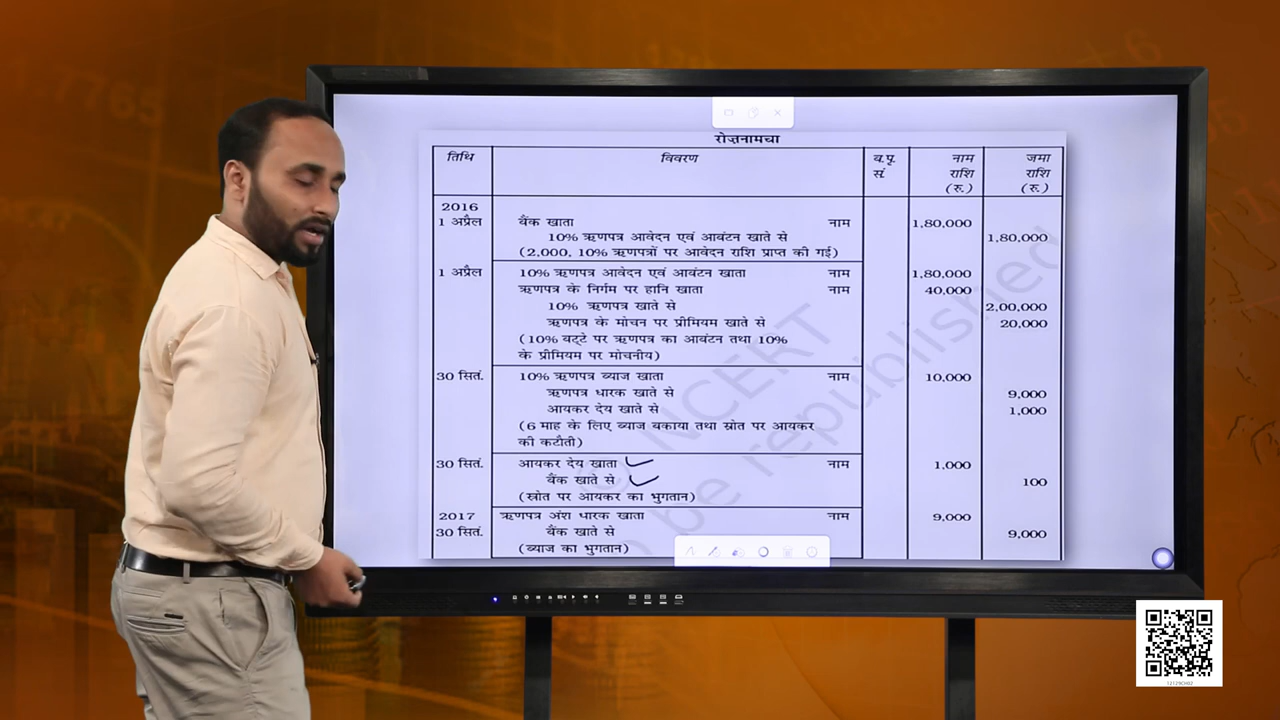 रोज़नामचा
तिथि विवरण ब.पृ. सं. नाम राशि (रु.) जमा राशि (रु.)
2016
1 अप्रैल बैंक खाता नाम 1,80,000
10% ऋणपत्र आवेदन एवं आवंटन खाते से 1,80,000
(2,000, 10% ऋणपत्रों पर आवेदन राशि प्राप्त की गई)
1 अप्रैल 10% ऋणपत्र आवेदन एवं आवंटन खाता नाम 1,80,000
ऋणपत्र के निर्गम पर हानि खाता नाम 40,000
10% ऋणपत्र खाते से 2,00,000
ऋणपत्र के मोचन पर प्रीमियम खाते से 20,000
(10% बट्टे पर ऋणपत्र का आवंटन तथा 10%
के प्रीमियम पर मोचनीय)
30 सितं. 10% ऋणपत्र ब्याज खाता नाम 10,000
ऋणपत्र धारक खाते से 9,000
आयकर देय खाते से 1,000
(6 माह के लिए ब्याज बकाया तथा स्रोत पर आयकर
की कटौती)
30 सितं. आयकर देय खाता नाम 1,000
बैंक खाते से 100
(स्रोत पर आयकर का भुगतान)
2017 ऋणपत्र अंश धारक खाता नाम 9,000
30 सितं. बैंक खाते से 9,000
(ब्याज का भुगतान)
NCERT
be republished
12129CH02